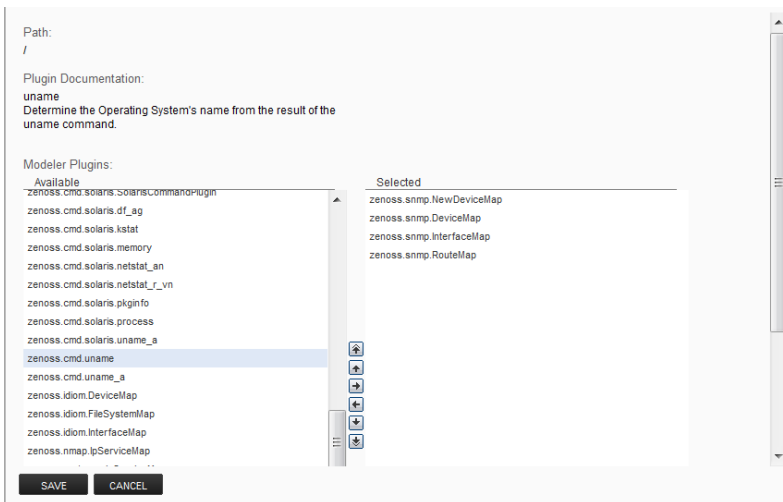 Path:
/
Plugin Documentation:
uname
Determine the Operating System's name from the result of the
uname command.
Modeler Plugins:
Available
zenoss.cmd.solaris.SolarisCommandPlugin
zenoss.cmd.solaris.df_ag
zenoss.cmd.solaris.kstat
zenoss.cmd.solaris.memory
zenoss.cmd.solaris.netstat_an
zenoss.cmd.solaris.netstat_r_vn
zenoss.cmd.solaris.pkginfo
zenoss.cmd.solaris.process
zenoss.cmd.solaris.uname_a
zenoss.cmd.uname
zenoss.cmd.uname_a
zenoss.idiom.DeviceMap
zenoss.idiom.FileSystemMap
zenoss.idiom.InterfaceMap
zenoss.nmap.IpServiceMap
Selected
zenoss.snmp.NewDeviceMap
zenoss.snmp.DeviceMap
zenoss.snmp.InterfaceMap
zenoss.snmp.RouteMap
SAVE
CANCEL